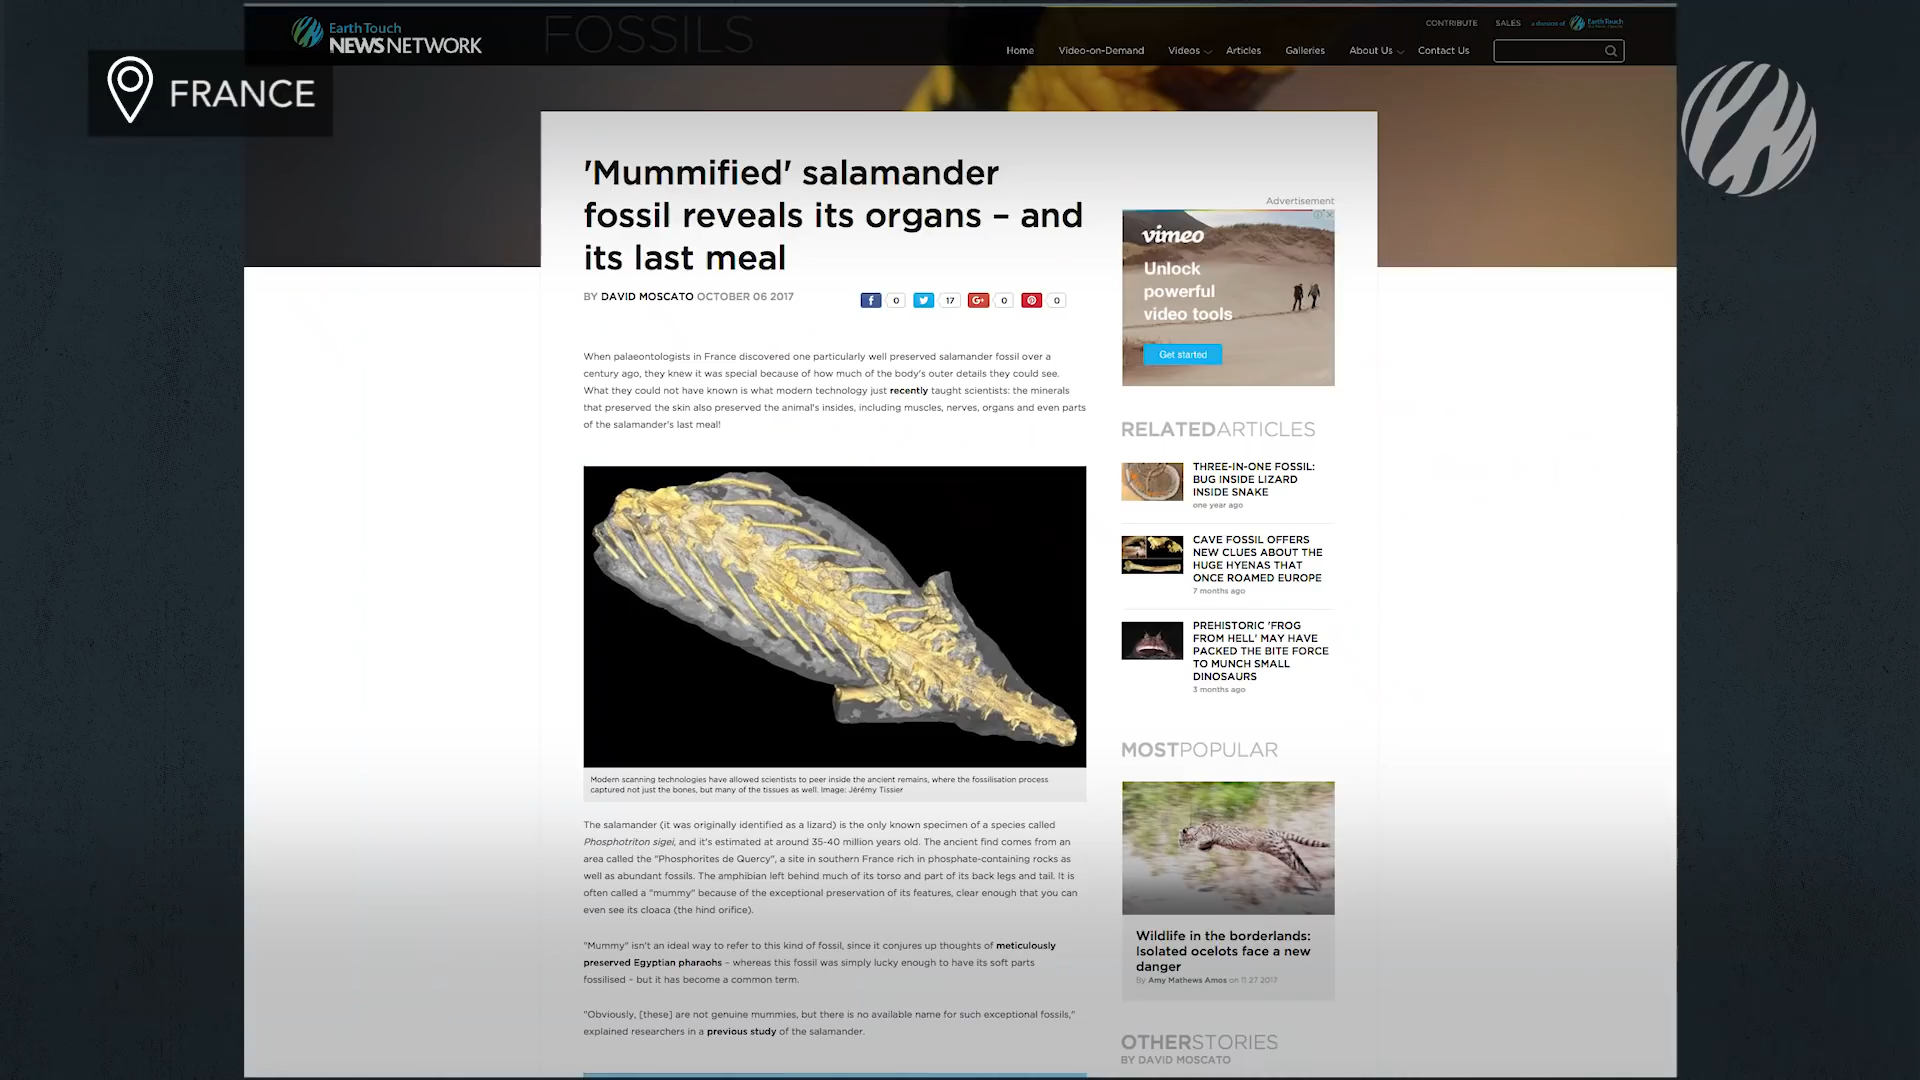 FOSSILS
Earth Touch
NEWS NETWORK
CONTRIBUTE SALES a division of Earth Touch
Home Video-on-Demand Videos Articles Galleries About Us Contact Us
FRANCE
'Mummified' salamander
fossil reveals its organs – and
its last meal
BY DAVID MOSCATO OCTOBER 06 2017
f 0 17 G+ 0 0
When palaeontologists in France discovered one particularly well preserved salamander fossil over a
century ago, they knew it was special because of how much of the body's outer details they could see.
What they could not have known is what modern technology just recently taught scientists: the minerals
that preserved the skin also preserved the animal's insides, including muscles, nerves, organs and even parts
of the salamander's last meal!
Modern scanning technologies have allowed scientists to peer inside the ancient remains, where the fossilisation process
captured not just the bones, but many of the tissues as well. Image: Jérémy Tissier
The salamander (it was originally identified as a lizard) is the only known specimen of a species called
Phosphotriton sigei, and it's estimated at around 35-40 million years old. The ancient find comes from an
area called the "Phosphorites de Quercy", a site in southern France rich in phosphate-containing rocks as
well as abundant fossils. The amphibian left behind much of its torso and part of its back legs and tail. It is
often called a "mummy" because of the exceptional preservation of its features, clear enough that you can
even see its cloaca (the hind orifice).
"Mummy" isn't an ideal way to refer to this kind of fossil, since it conjures up thoughts of meticulously
preserved Egyptian pharaohs – whereas this fossil was simply lucky enough to have its soft parts
fossilised – but it has become a common term.
"Obviously, [these] are not genuine mummies, but there is no available name for such exceptional fossils,"
explained researchers in a previous study of the salamander.
Advertisement
vimeo
Unlock
powerful
video tools
Get started
RELATEDARTICLES
THREE-IN-ONE FOSSIL:
BUG INSIDE LIZARD
INSIDE SNAKE
one year ago
CAVE FOSSIL OFFERS
NEW CLUES ABOUT THE
HUGE HYENAS THAT
ONCE ROAMED EUROPE
7 months ago
PREHISTORIC 'FROG
FROM HELL' MAY HAVE
PACKED THE BITE FORCE
TO MUNCH SMALL
DINOSAURS
3 months ago
MOSTPOPULAR
Wildlife in the borderlands:
Isolated ocelots face a new
danger
By Amy Mathews Amos on 11 27 2017
OTHERSTORIES
BY DAVID MOSCATO